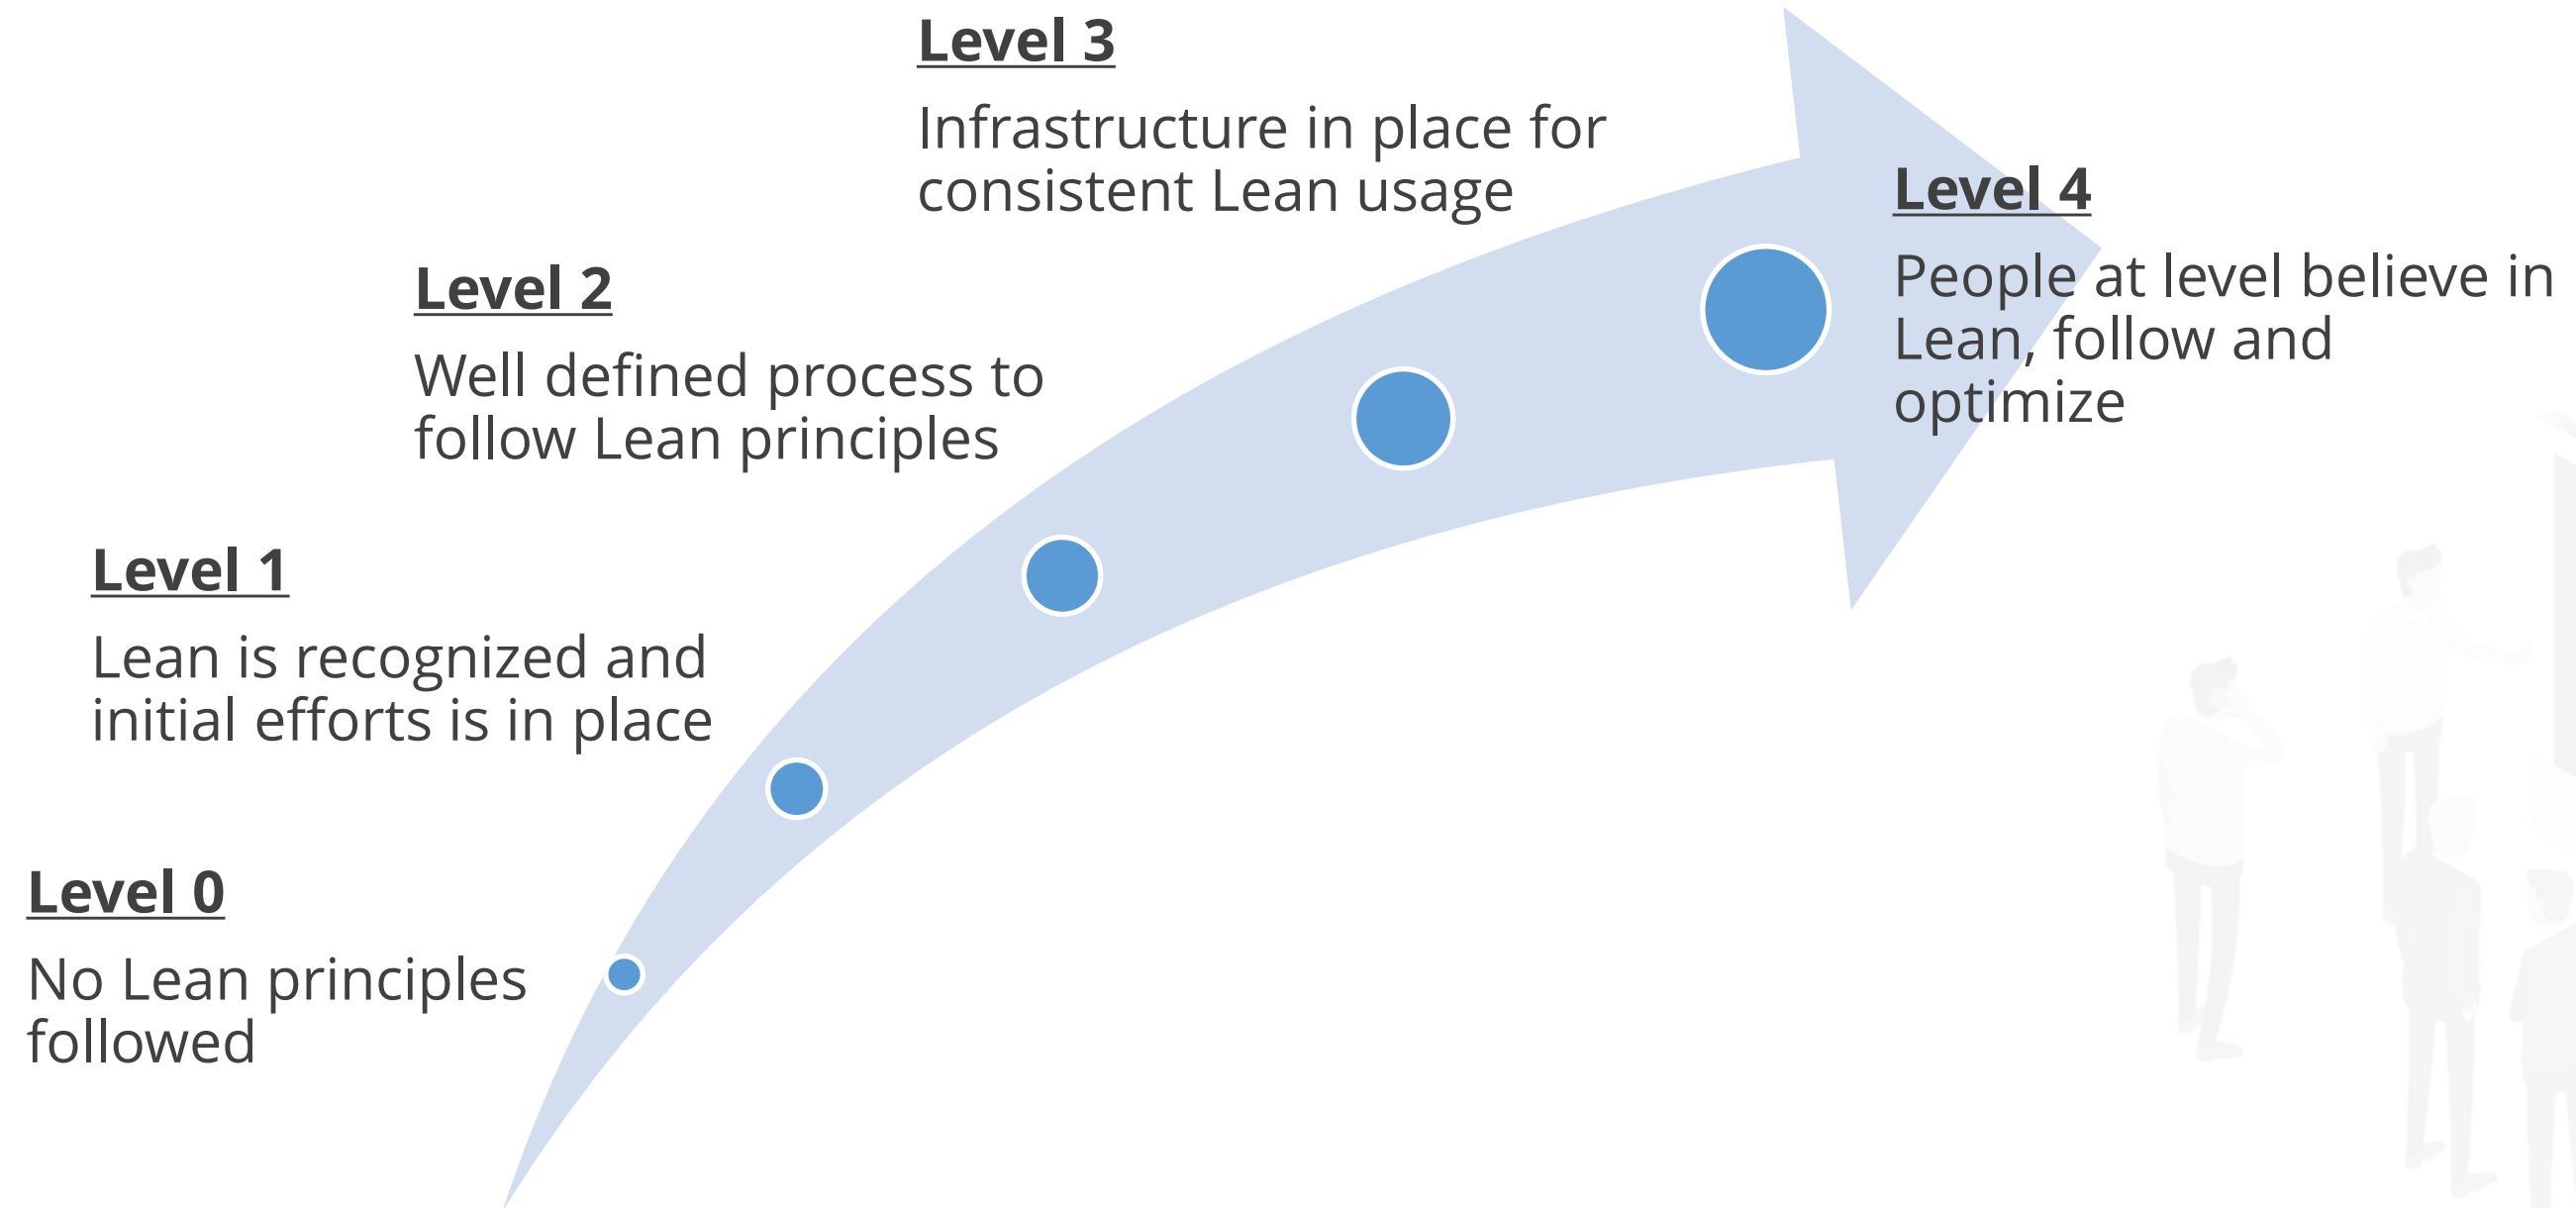 Level 3
Infrastructure in place for
consistent Lean usage
Level 4
People at level believe in
Lean, follow and
optimize
Level 2
Well defined process to
follow Lean principles
Level 1
Lean is recognized and
initial efforts is in place
Level 0
No Lean principles
followed